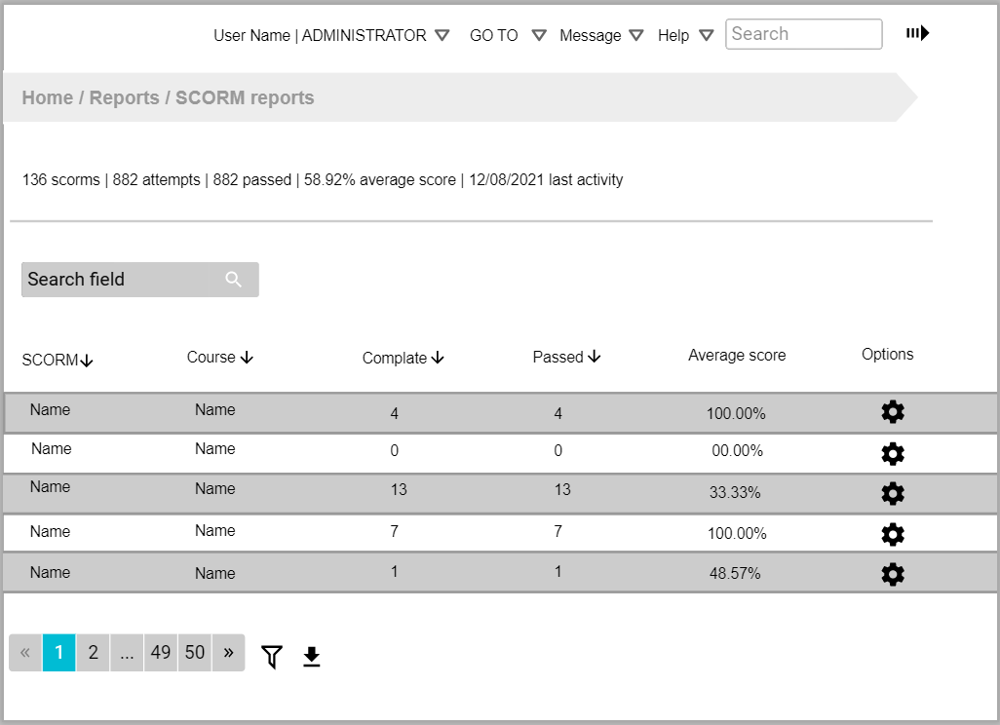 User Name | ADMINISTRATOR GO TO Message Help Search
Home / Reports / SCORM reports
136 scorms | 882 attempts | 882 passed | 58.92% average score | 12/08/2021 last activity
Search field
SCORM Course Complate Passed Average score Options
Name Name 4 4 100.00%
Name Name 0 0 00.00%
Name Name 13 13 33.33%
Name Name 7 7 100.00%
Name Name 1 1 48.57%
« 1 2 ... 49 50 »